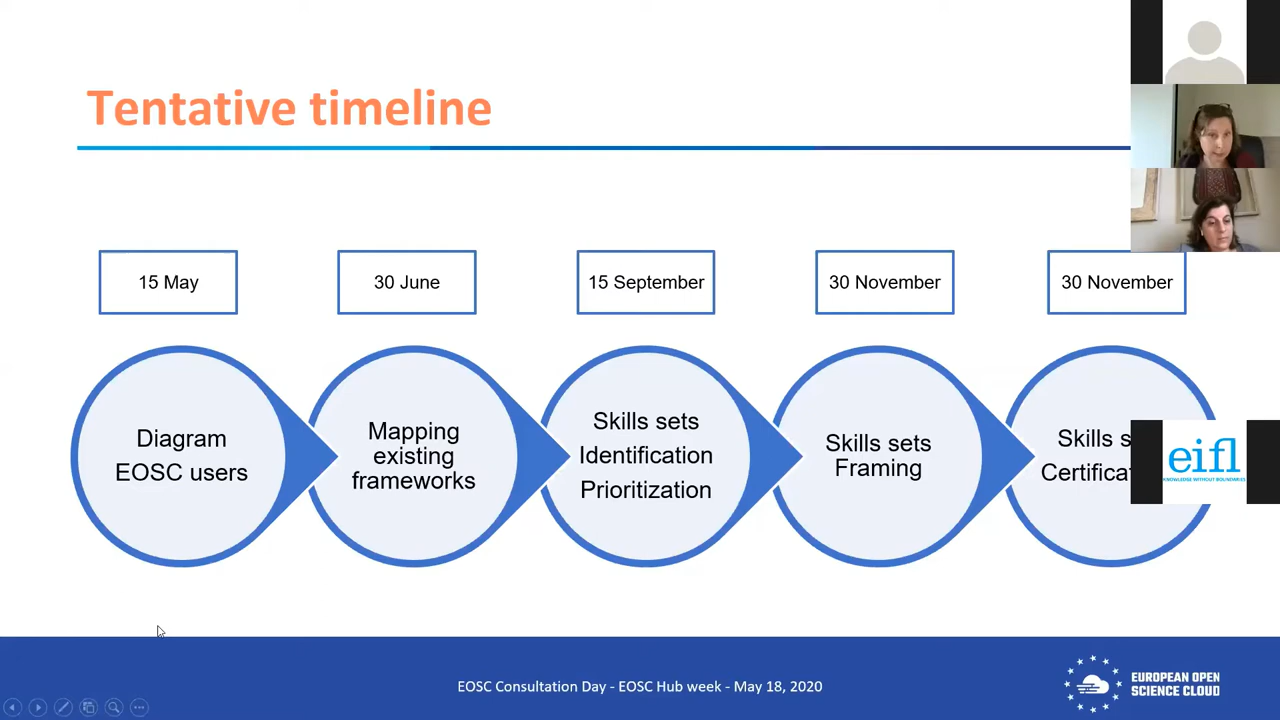 Tentative timeline
15 May
30 June
15 September
30 November
30 November
Diagram
EOSC users
Mapping
existing
frameworks
Skills sets
Identification
Prioritization
Skills sets
Framing
Skills s
Certificat
eifl
KNOWLEDGE WITHOUT BOUNDARIES
EOSC Consultation Day - EOSC Hub week - May 18, 2020
EUROPEAN OPEN
SCIENCE CLOUD